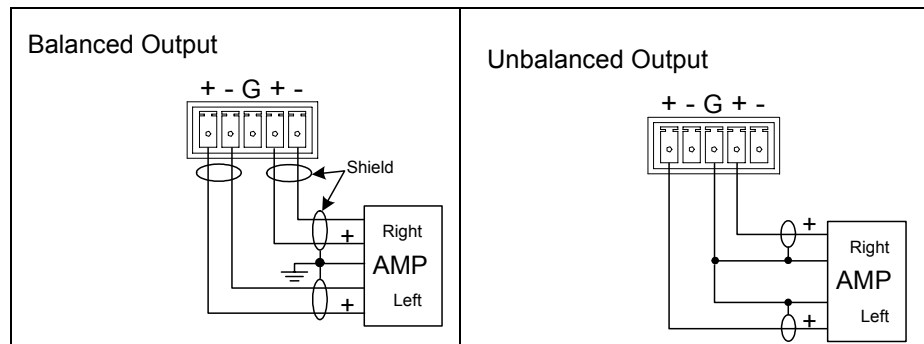 Balanced Output
+ - G + -
Shield
Right
+
AMP
Left
+
Unbalanced Output
+ - G + -
+
Right
AMP
Left
+